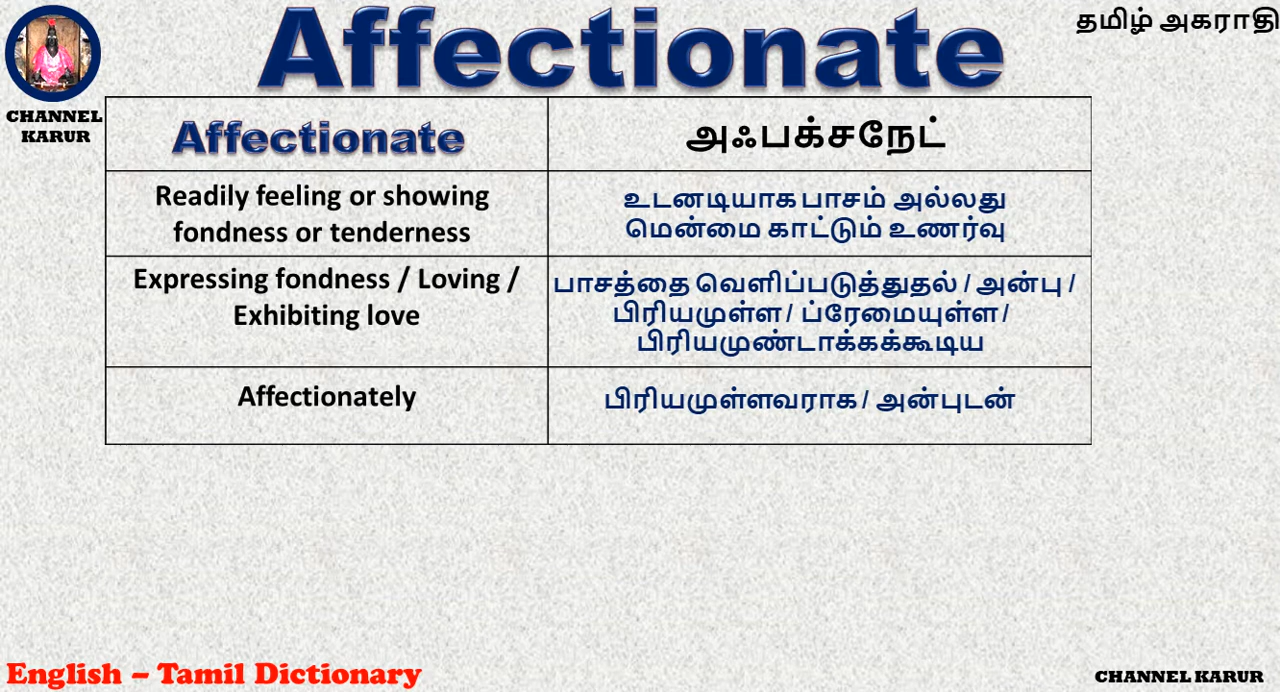 Affectionate
தமிழ் அகராதி
CHANNEL
KARUR
Affectionate
அஃபக்சநேட்
Readily feeling or showing
fondness or tenderness
உடனடியாக பாசம் அல்லது
மென்மை காட்டும் உணர்வு
Expressing fondness / Loving /
Exhibiting love
பாசத்தை வெளிப்படுத்துதல் / அன்பு /
பிரியமுள்ள / ப்ரேமையுள்ள /
பிரியமுண்டாக்கக்கூடிய
Affectionately
பிரியமுள்ளவராக / அன்புடன்
English – Tamil Dictionary
CHANNEL KARUR